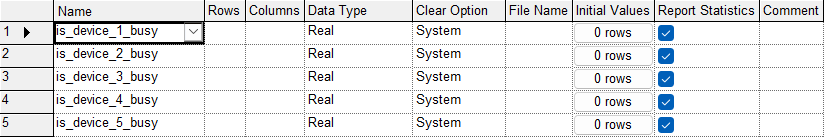 Name Rows Columns Data Type Clear Option File Name Initial Values Report Statistics Comment
1 is_device_1_busy Real System 0 rows
2 is_device_2_busy Real System 0 rows
3 is_device_3_busy Real System 0 rows
4 is_device_4_busy Real System 0 rows
5 is_device_5_busy Real System 0 rows